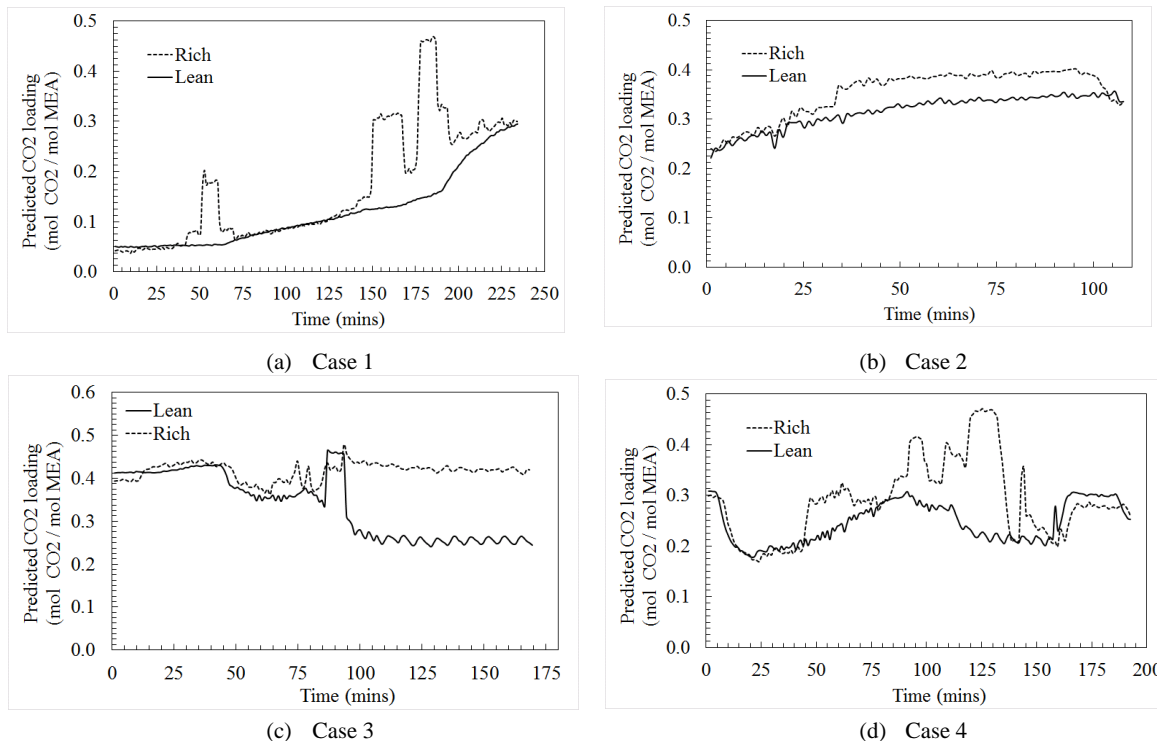 Predicted CO2 loading
(mol CO2 / mol MEA)
0.5
0.4
0.3
0.2
0.1
0.0
Rich
Lean
0 25 50 75 100 125 150 175 200 225 250
Time (mins)
(a) Case 1
Predicted CO2 loading
(mol CO2 / mol MEA)
0.5
0.4
0.3
0.2
0.1
0.0
Rich
Lean
0 25 50 75 100
Time (mins)
(b) Case 2
Predicted CO2 loading
(mol CO2 / mol MEA)
0.6
0.5
0.4
0.3
0.2
0.1
0.0
Lean
Rich
0 25 50 75 100 125 150 175
Time (mins)
(c) Case 3
Predicted CO2 loading
(mol CO2 / mol MEA)
0.5
0.4
0.3
0.2
0.1
0.0
Rich
Lean
0 25 50 75 100 125 150 160 200
Time (mins)
(d) Case 4